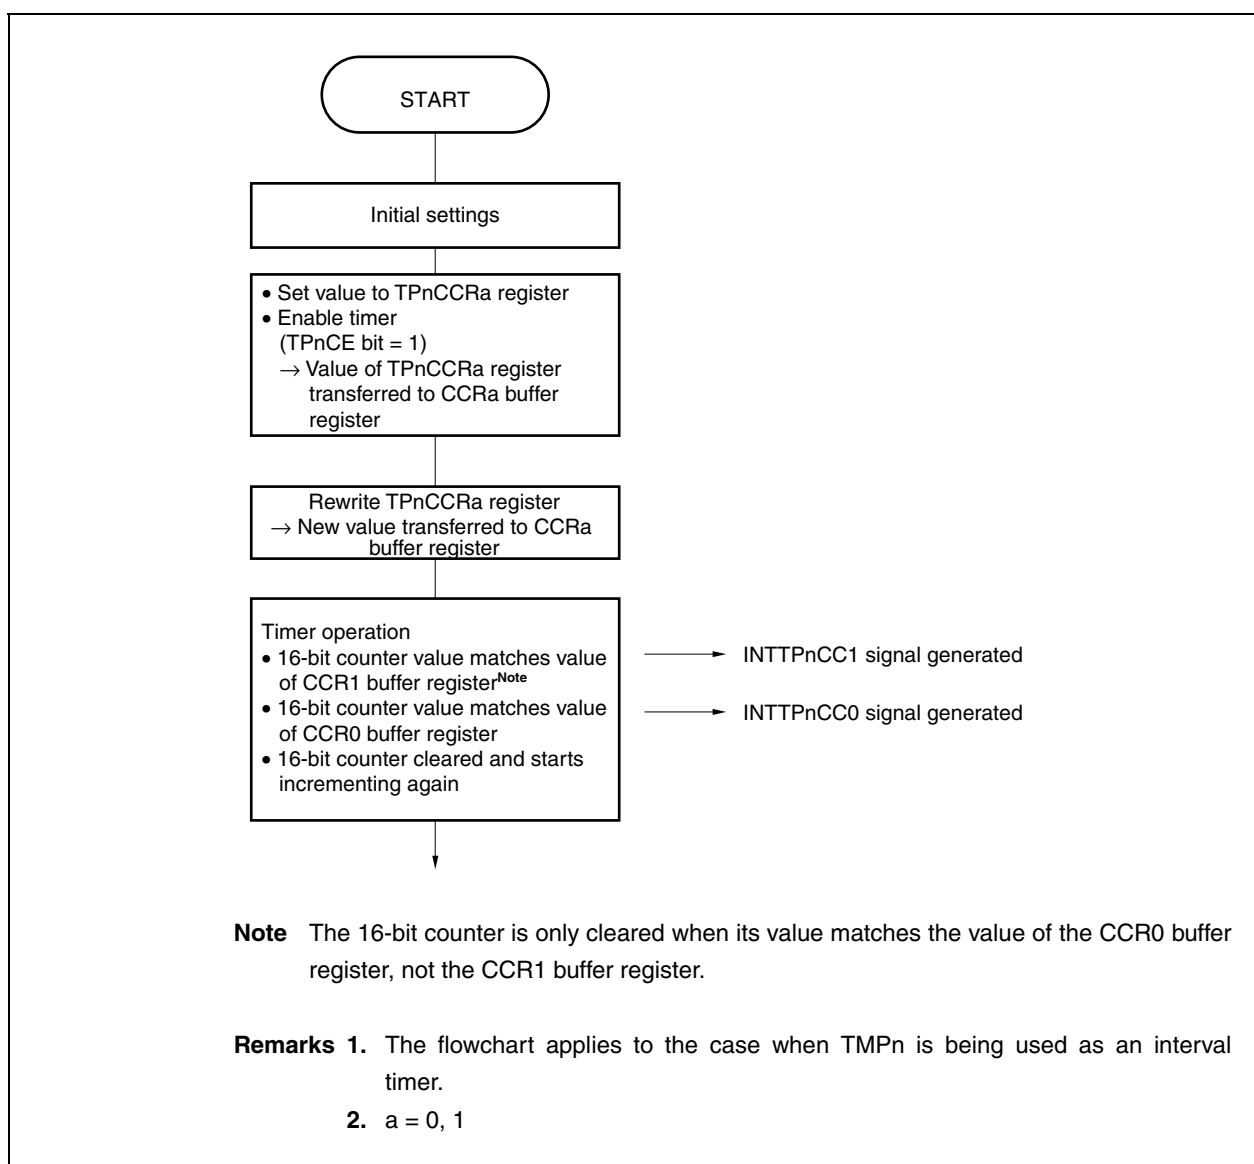 START
Initial settings
• Set value to TPnCCRa register
• Enable timer
(TPnCE bit = 1)
→ Value of TPnCCRa register
transferred to CCRa buffer
register
Rewrite TPnCCRa register
→ New value transferred to CCRa
buffer register
Timer operation
• 16-bit counter value matches value
of CCR1 buffer registerNote
• 16-bit counter value matches value
of CCR0 buffer register
• 16-bit counter cleared and starts
incrementing again
INTTPnCC1 signal generated
INTTPnCC0 signal generated
Note The 16-bit counter is only cleared when its value matches the value of the CCR0 buffer
register, not the CCR1 buffer register.
Remarks 1. The flowchart applies to the case when TMPn is being used as an interval
timer.
2. a = 0, 1